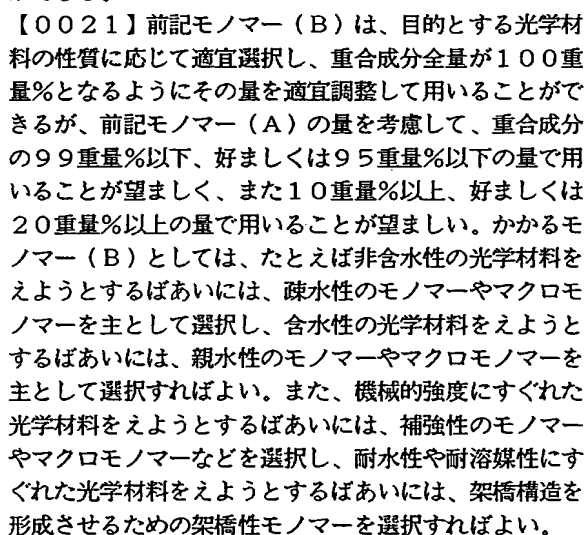 【００２１】前記モノマー（Ｂ）は、目的とする光学材
料の性質に応じて適宜選択し、重合成分全量が１００重
量％となるようにその量を適宜調整して用いることがで
きるが、前記モノマー（Ａ）の量を考慮して、重合成分
の９９重量％以下、好ましくは９５重量％以下の量で用
いることが望ましく、また１０重量％以上、好ましくは
２０重量％以上の量で用いることが望ましい。かかるモ
ノマー（Ｂ）としては、たとえば非含水性の光学材料を
えようとするばあいには、疎水性のモノマーやマクロモ
ノマーを主として選択し、含水性の光学材料をえようと
するばあいには、親水性のモノマーやマクロモノマーを
主として選択すればよい。また、機械的強度にすぐれた
光学材料をえようとするばあいには、補強性のモノマー
やマクロモノマーなどを選択し、耐水性や耐溶媒性にす
ぐれた光学材料をえようとするばあいには、架橋構造を
形成させるための架橋性モノマーを選択すればよい。